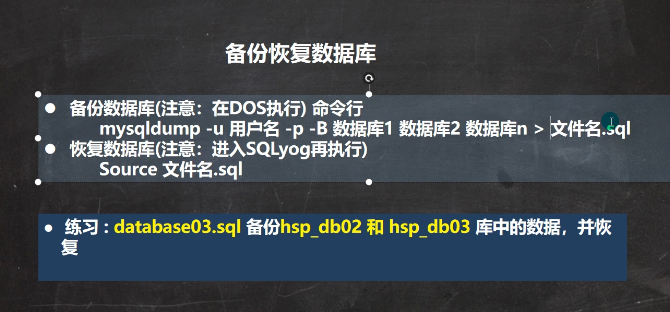 备份恢复数据库
● 备份数据库(注意：在DOS执行) 命令行
mysqldump -u 用户名 -p -B 数据库1 数据库2 数据库n > 文件名.sql
● 恢复数据库(注意：进入SQLyog再执行)
Source 文件名.sql
● 练习 : database03.sql 备份hsp_db02 和 hsp_db03 库中的数据，并恢
复